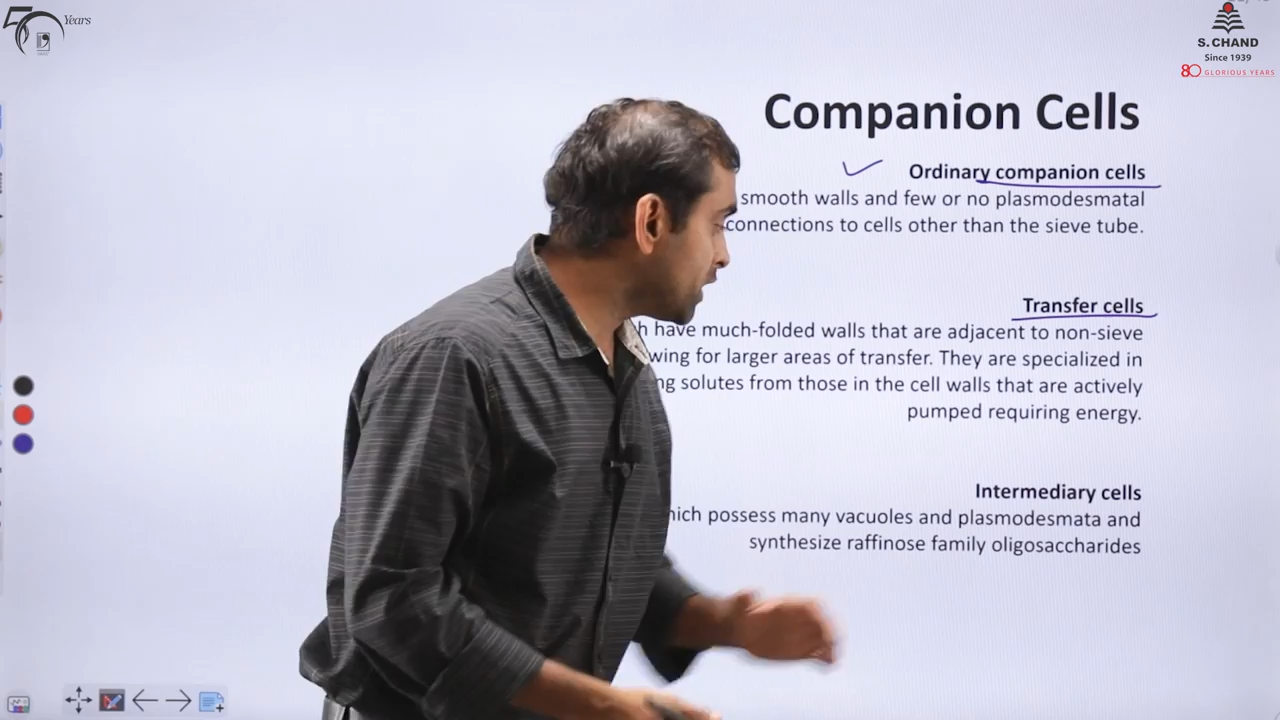 Years
S. CHAND
Since 1939
80 GLORIOUS YEARS
Companion Cells
Ordinary companion cells
smooth walls and few or no plasmodesmatal
connections to cells other than the sieve tube.
Transfer cells
have much-folded walls that are adjacent to non-sieve
for larger areas of transfer. They are specialized in
solutes from those in the cell walls that are actively
pumped requiring energy.
Intermediary cells
possess many vacuoles and plasmodesmata and
synthesize raffinose family oligosaccharides